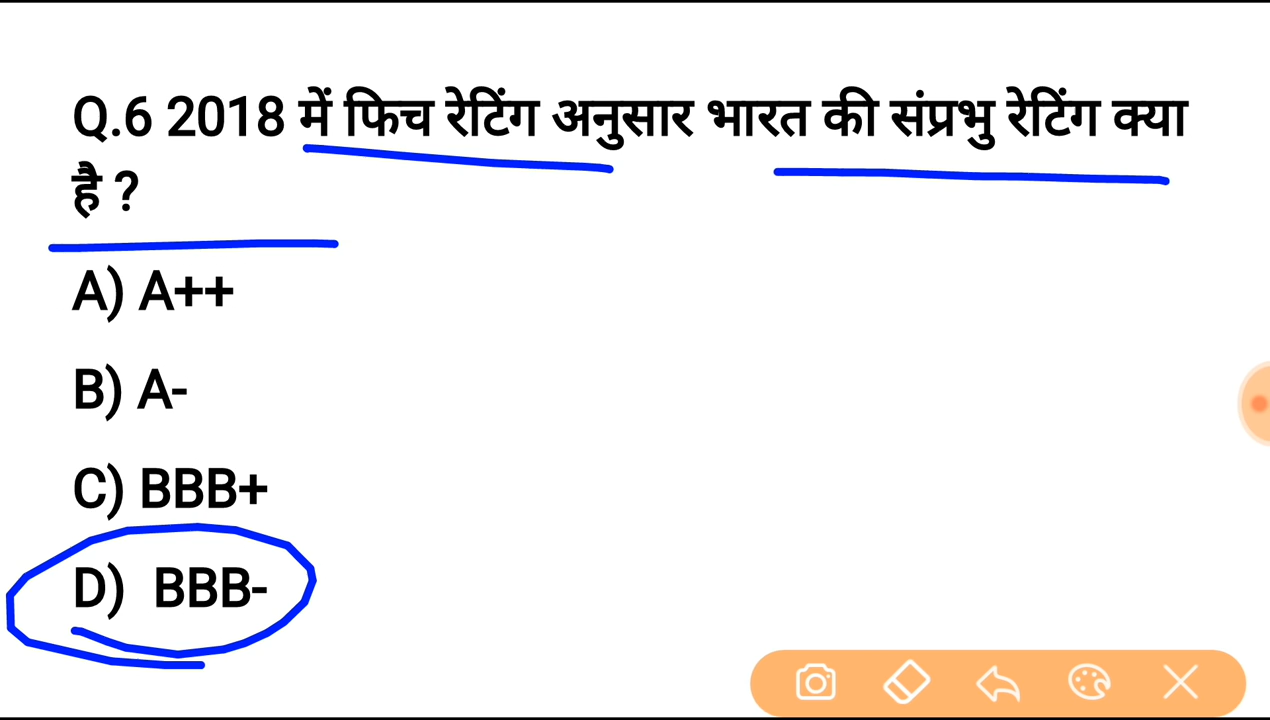 Q.6 2018 में फिच रेटिंग अनुसार भारत की संप्रभु रेटिंग क्या
है ?
A) A++
B) A-
C) BBB+
D) BBB-